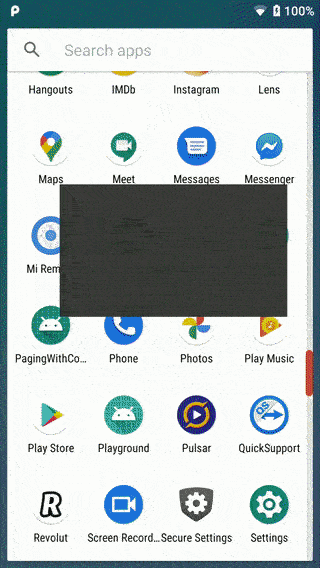 100%
Search apps
Hangouts IMDb Instagram Lens
Maps Meet Messages Messenger
Mi Rem
PagingWithCo... Phone Photos Play Music
Play Store Playground Pulsar QuickSupport
Revolut Screen Record... Secure Settings Settings